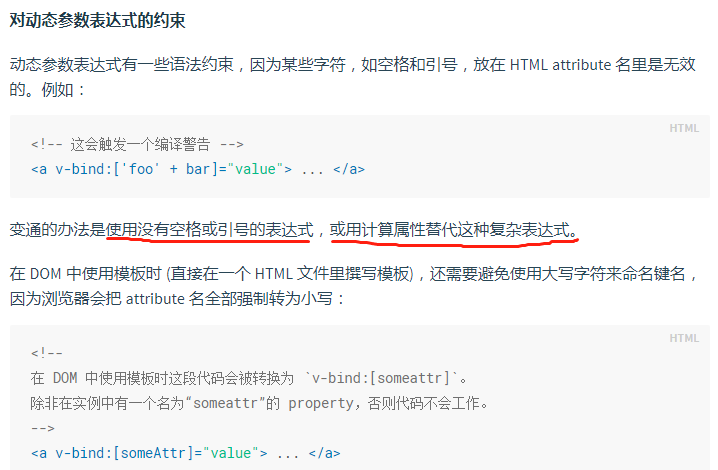 对动态参数表达式的约束
动态参数表达式有一些语法约束，因为某些字符，如空格和引号，放在 HTML attribute 名里是无效
的。例如：
HTML
<!-- 这会触发一个编译警告 -->
<a v-bind:['foo' + bar]="value"> ... </a>
变通的办法是使用没有空格或引号的表达式，或用计算属性替代这种复杂表达式。
在 DOM 中使用模板时 (直接在一个 HTML 文件里撰写模板)，还需要避免使用大写字符来命名键名，
因为浏览器会把 attribute 名全部强制转为小写：
HTML
<!--
在 DOM 中使用模板时这段代码会被转换为 `v-bind:[someattr]`。
除非在实例中有一个名为“someattr”的 property，否则代码不会工作。
-->
<a v-bind:[someAttr]="value"> ... </a>